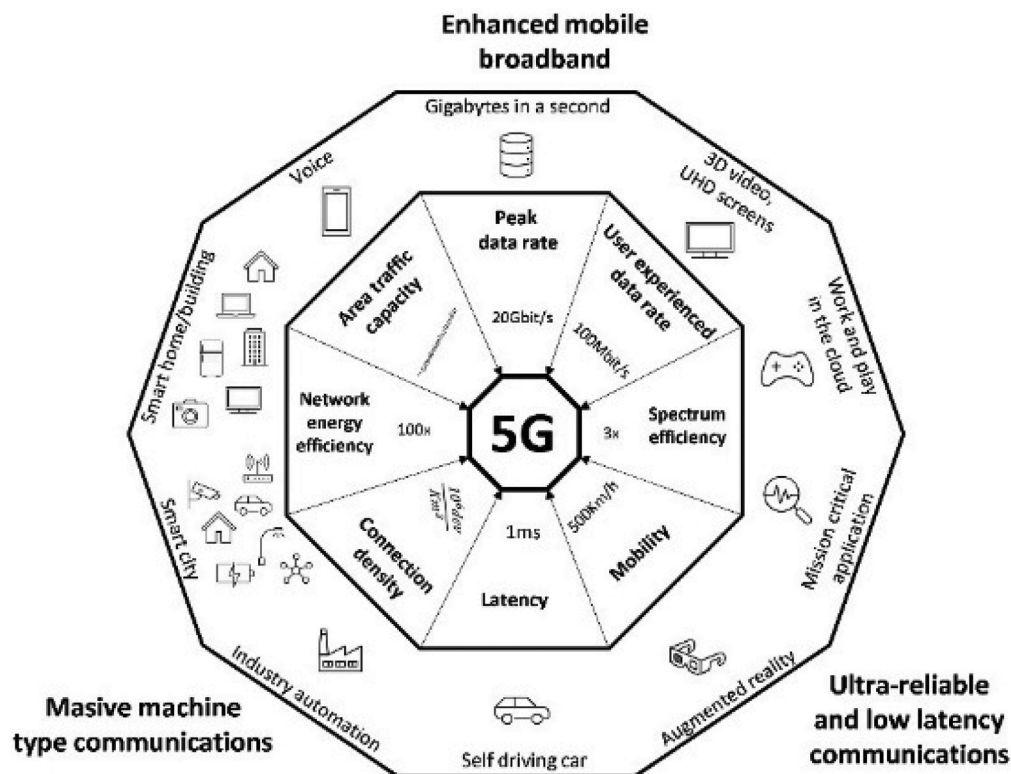 Enhanced mobile
broadband
Gigabytes in a second
Voice
3D video,
UHD screens
Smart home/building
Work and play
in the cloud
Peak
data rate
20Gbit/s
Area traffic
capacity
User experienced
data rate
100Mbit/s
Network
energy
efficiency
100x
5G
3x
Spectrum
efficiency
Connection
density
1ms
Latency
500Km/h
Mobility
Smart city
Mission critical
application
Industry automation
Self driving car
Augmented reality
Masive machine
type communications
Ultra-reliable
and low latency
communications